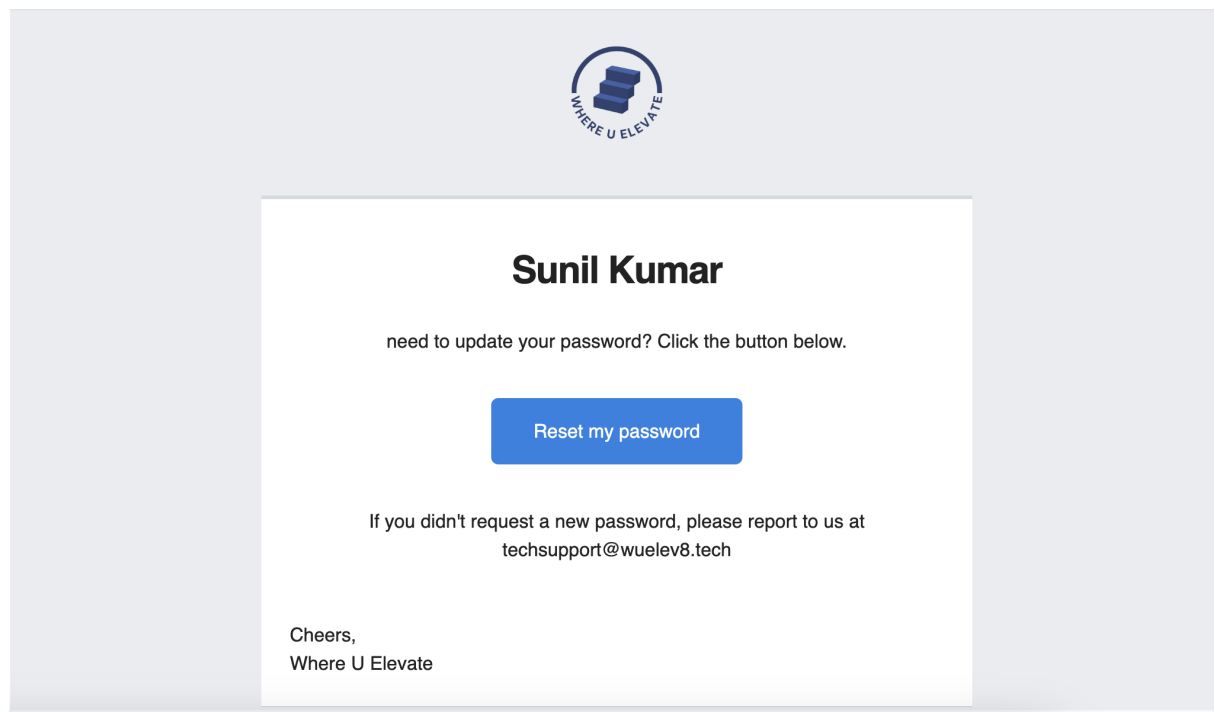 WHERE U ELEVATE
Sunil Kumar
need to update your password? Click the button below.
Reset my password
If you didn't request a new password, please report to us at
techsupport@wuelev8.tech
Cheers,
Where U Elevate